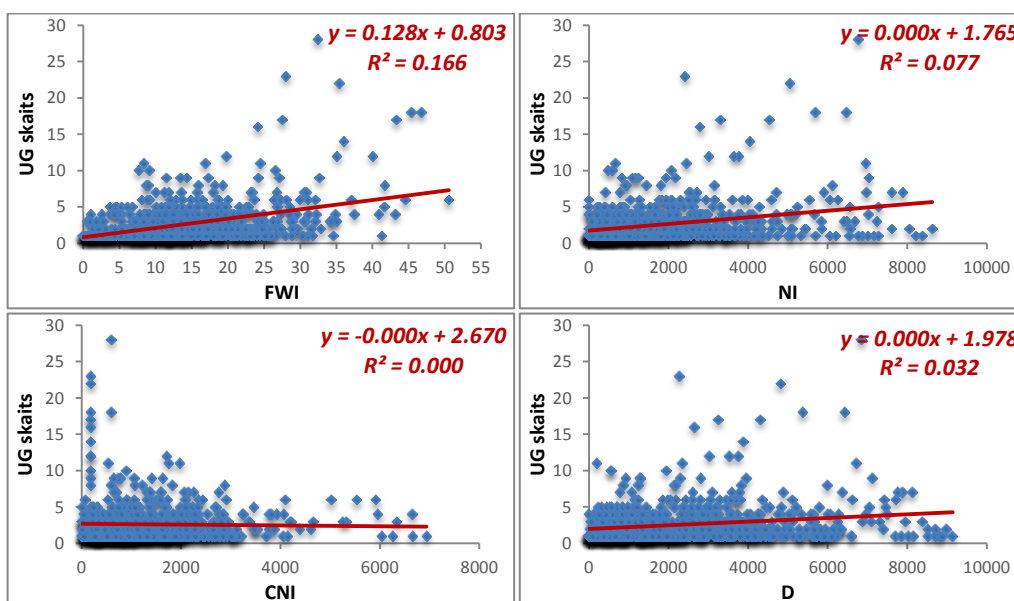 y = 0.128x + 0.803
R² = 0.166
UG skaits
30
25
20
15
10
5
0
0 5 10 15 20 25 30 35 40 45 50 55
FWI
y = 0.000x + 1.765
R² = 0.077
UG skaits
30
25
20
15
10
5
0
0 2000 4000 6000 8000 10000
NI
y = -0.000x + 2.670
R² = 0.000
UG skaits
30
25
20
15
10
5
0
0 2000 4000 6000 8000
CNI
y = 0.000x + 1.978
R² = 0.032
UG skaits
30
25
20
15
10
5
0
0 2000 4000 6000 8000 10000
D